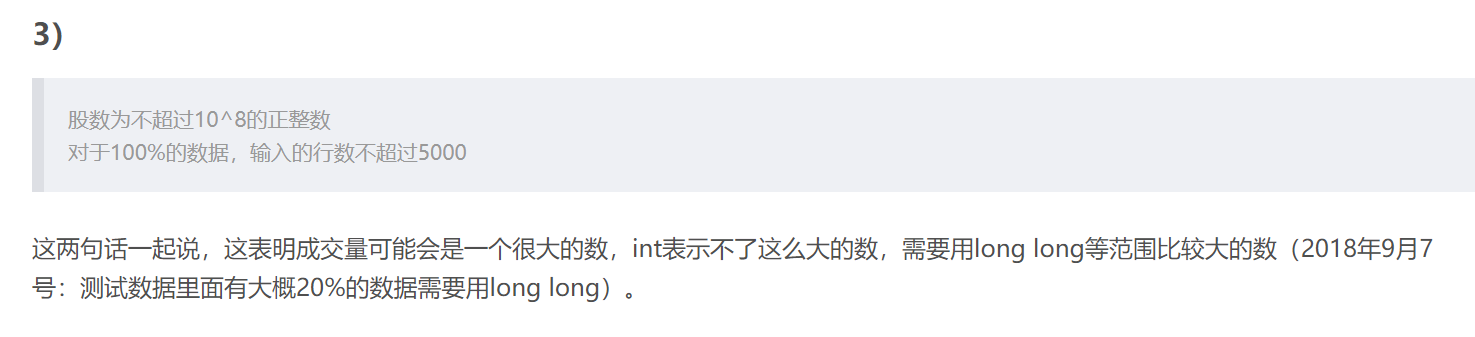 3）
股数为不超过10^8的正整数
对于100%的数据，输入的行数不超过5000
这两句话一起说，这表明成交量可能会是一个很大的数，int表示不了这么大的数，需要用long long等范围比较大的数（2018年9月7
号：测试数据里面有大概20%的数据需要用long long）。